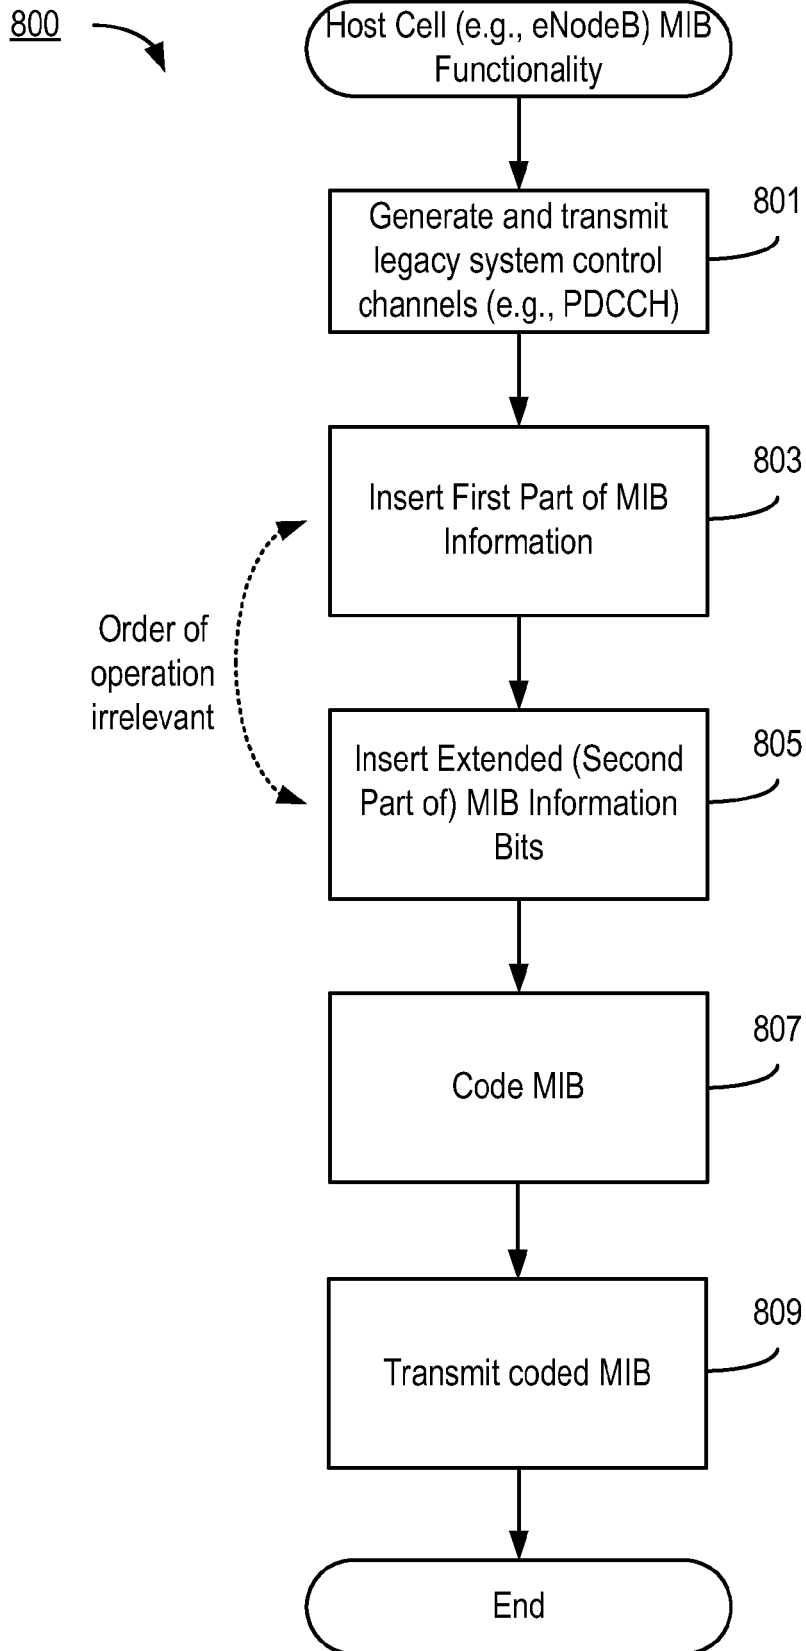 800
Host Cell (e.g., eNodeB) MIB
Functionality
801
Generate and transmit
legacy system control
channels (e.g., PDCCH)
803
Insert First Part of MIB
Information
Order of
operation
irrelevant
805
Insert Extended (Second
Part of) MIB Information
Bits
807
Code MIB
809
Transmit coded MIB
End